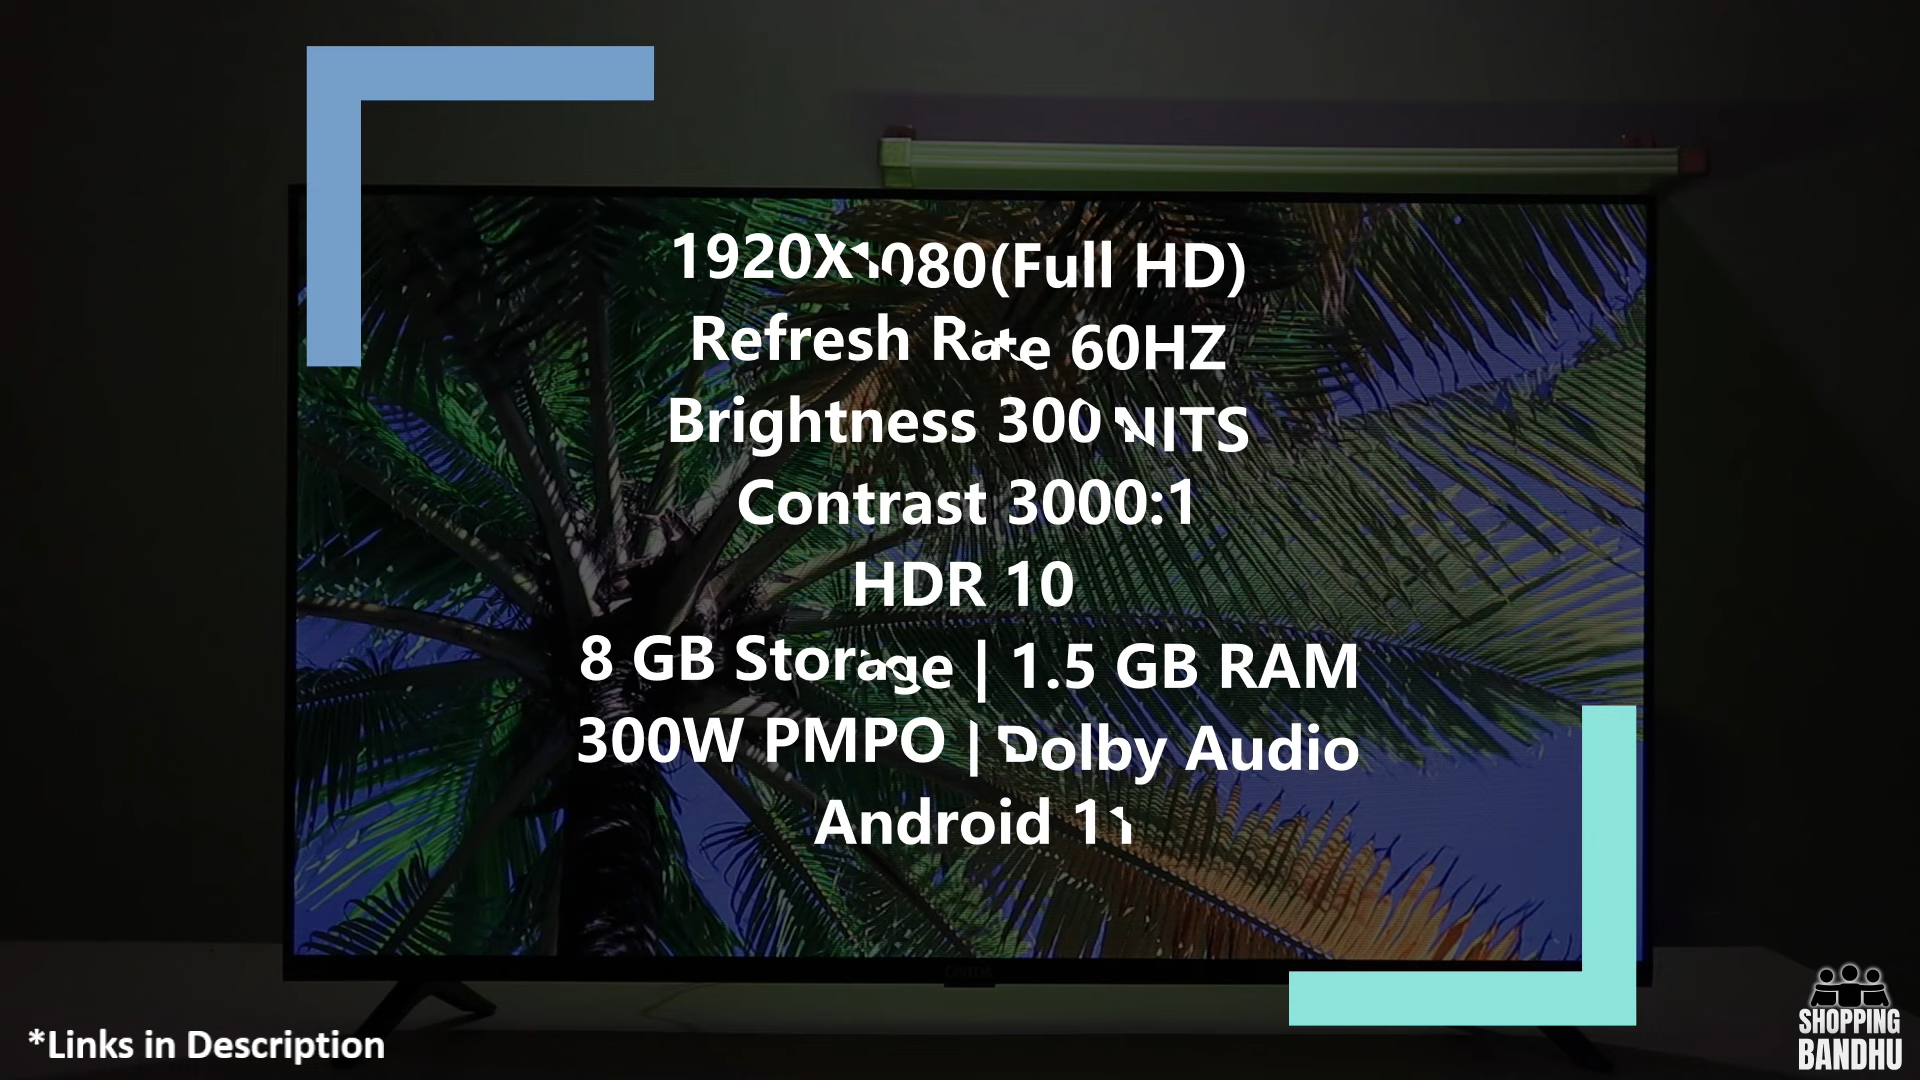 1920X1080(Full HD)
Refresh Rate 60HZ
Brightness 300 NITS
Contrast 3000:1
HDR 10
8 GB Storage | 1.5 GB RAM
300W PMPO | Dolby Audio
Android 11
*Links in Description
SHOPPING
BANDHU